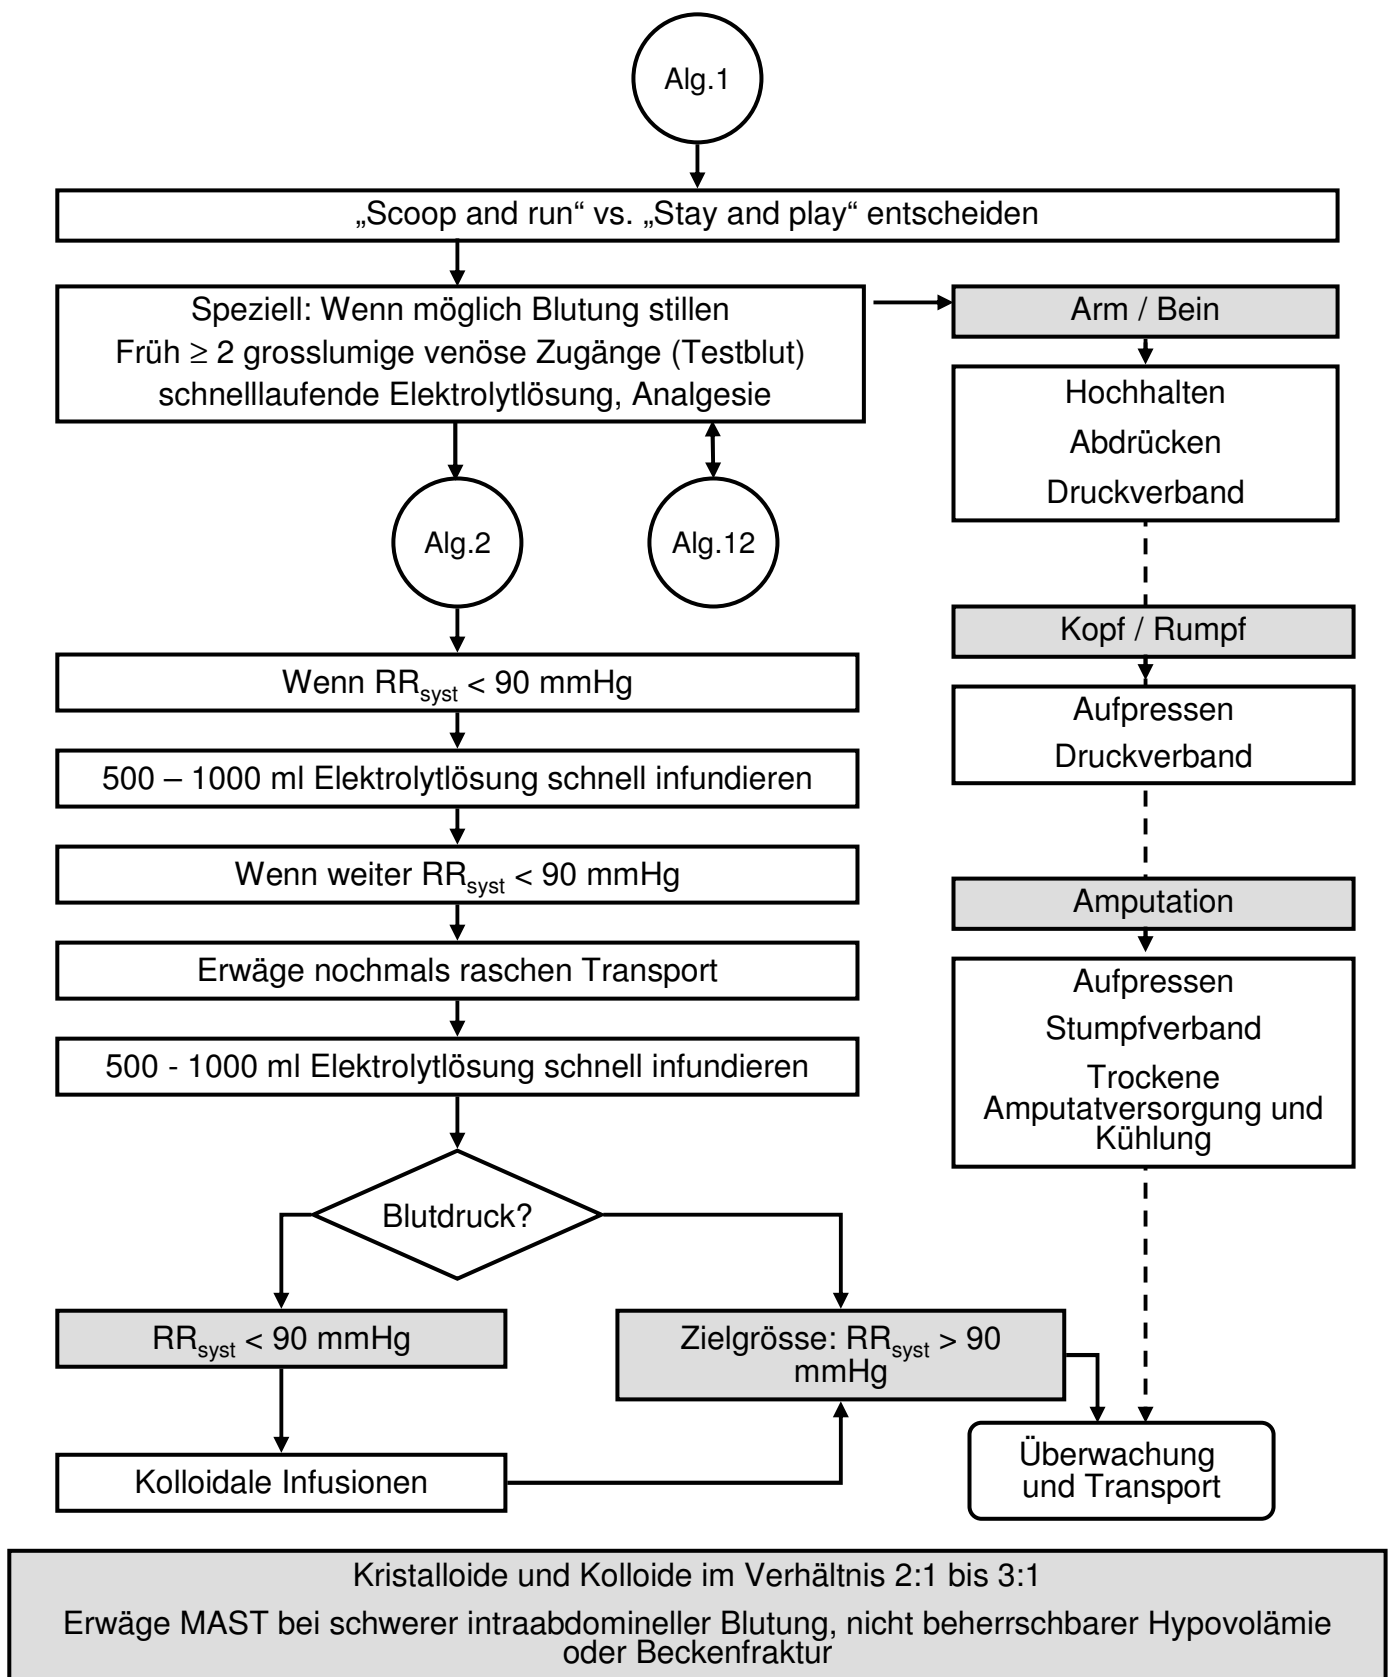 Alg.1
„Scoop and run“ vs. „Stay and play“ entscheiden
Speziell: Wenn möglich Blutung stillen
Früh ≥ 2 grosslumige venöse Zugänge (Testblut)
schnelllaufende Elektrolytlösung, Analgesie
Arm / Bein
Hochhalten
Abdrücken
Druckverband
Alg.2
Alg.12
Kopf / Rumpf
Aufpressen
Druckverband
Wenn RRsyst < 90 mmHg
500 – 1000 ml Elektrolytlösung schnell infundieren
Wenn weiter RRsyst < 90 mmHg
Erwäge nochmals raschen Transport
500 - 1000 ml Elektrolytlösung schnell infundieren
Amputation
Aufpressen
Stumpfverband
Trockene
Amputatversorgung und
Kühlung
Blutdruck?
RRsyst < 90 mmHg
Zielgrösse: RRsyst > 90
mmHg
Kolloidale Infusionen
Überwachung
und Transport
Kristalloide und Kolloide im Verhältnis 2:1 bis 3:1
Erwäge MAST bei schwerer intraabdomineller Blutung, nicht beherrschbarer Hypovolämie
oder Beckenfraktur